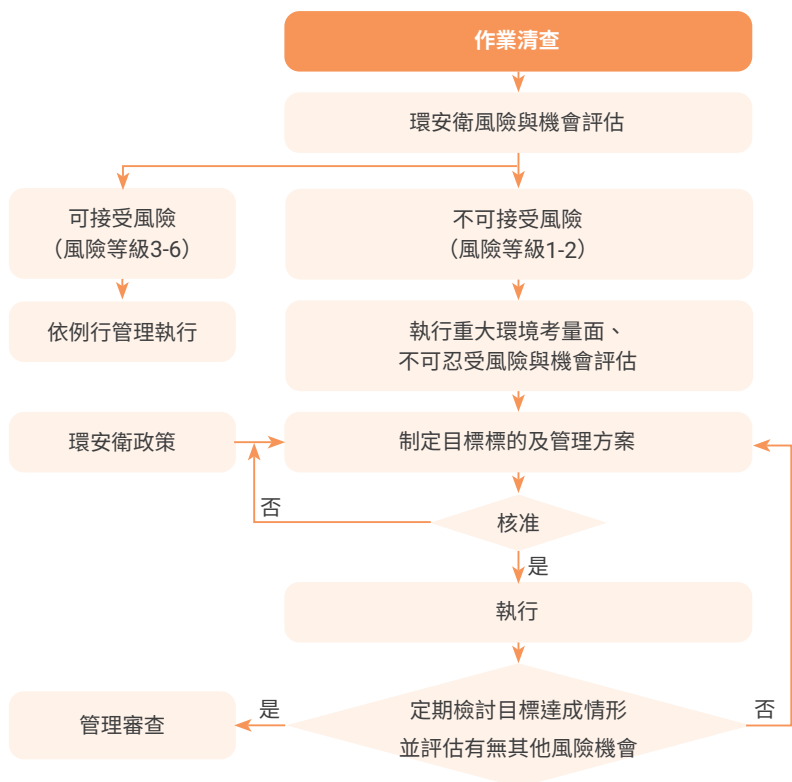 作業清查
環安衛風險與機會評估
可接受風險
（風險等級3-6）
不可接受風險
（風險等級1-2）
依例行管理執行
執行重大環境考量面、
不可忍受風險與機會評估
環安衛政策
制定目標標的及管理方案
否
核准
是
執行
管理審查
是
定期檢討目標達成情形
並評估有無其他風險機會
否